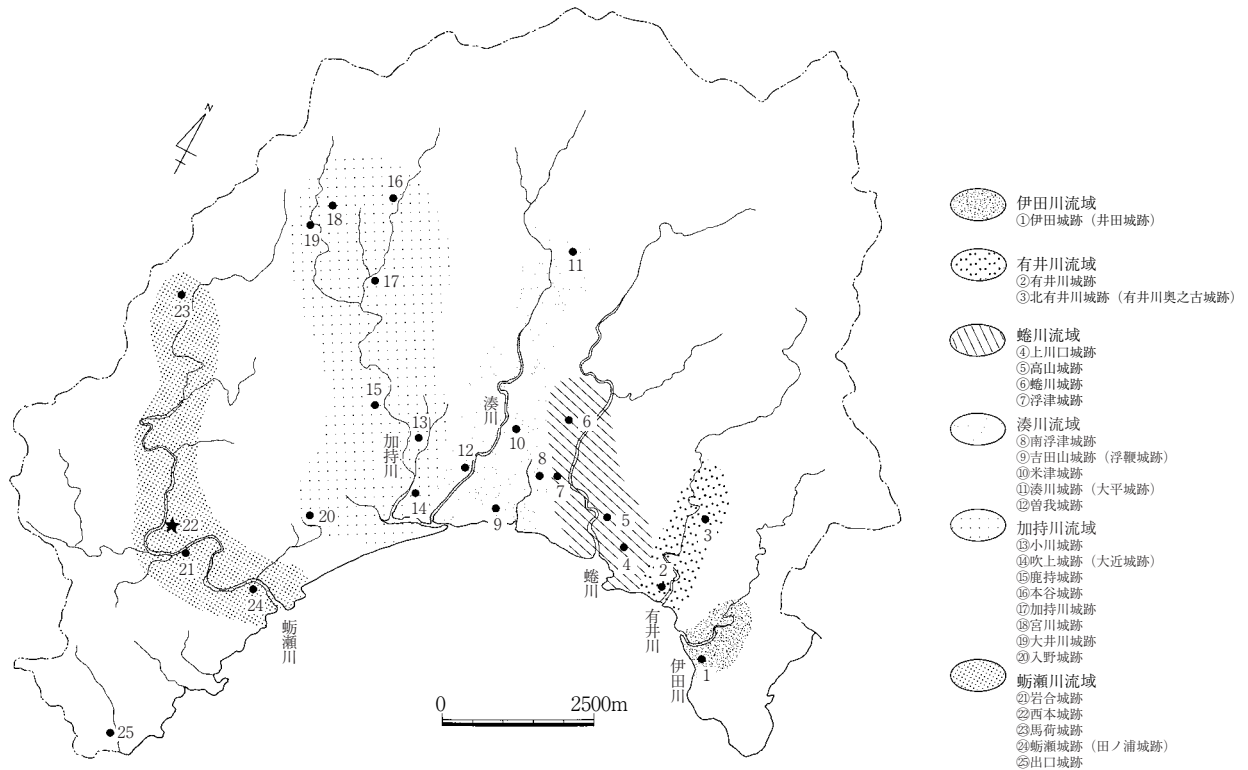 N
16
18
19
17
11
23
15
13
湊川
加持川
12
10
6
8
7
14
9
5
3
4
20
22
21
2
24
蜷川
有井川
蛎瀬川
伊田川
1
25
0 2500m
伊田川流域
①伊田城跡（井田城跡）
有井川流域
②有井川城跡
③北有井川城跡（有井川奥之古城跡）
蜷川流域
④上川口城跡
⑤高山城跡
⑥蜷川城跡
⑦浮津城跡
湊川流域
⑧南浮津城跡
⑨吉田山城跡（浮鞭城跡）
⑩米津城跡
⑪湊川城跡（大平城跡）
⑫曽我城跡
加持川流域
⑬小川城跡
⑭吹上城跡（大近城跡）
⑮鹿持城跡
⑯本谷城跡
⑰加持川城跡
⑱宮川城跡
⑲大井川城跡
⑳入野城跡
蛎瀬川流域
㉑岩合城跡
㉒西本城跡
㉓馬荷城跡
㉔蛎瀬城跡（田ノ浦城跡）
㉕出口城跡